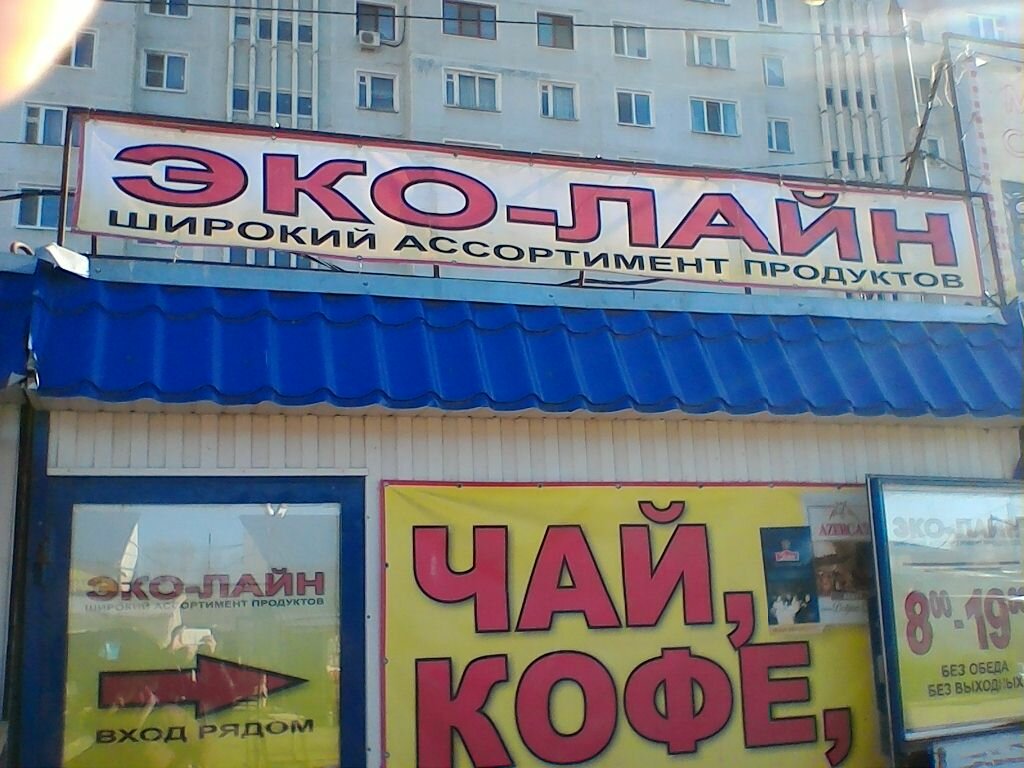 ЭКО-ЛАЙН
ШИРОКИЙ АССОРТИМЕНТ ПРОДУКТОВ
ЭКО-ЛАЙН
ШИРОКИЙ АССОРТИМЕНТ ПРОДУКТОВ
ВХОД РЯДОМ
ЧАЙ,
КОФЕ,
ЭКО-ЛАЙН
8⁰⁰-19⁰⁰
БЕЗ ОБЕДА
БЕЗ ВЫХОДНЫХ